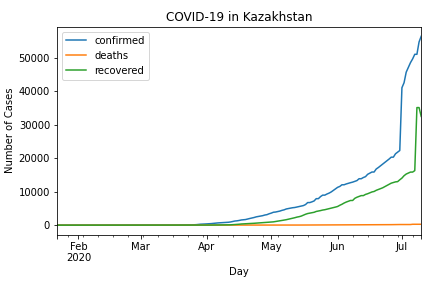 COVID-19 in Kazakhstan
confirmed
deaths
recovered
Number of Cases
50000
40000
30000
20000
10000
0
Feb
2020
Mar
Apr
May
Jun
Jul
Day